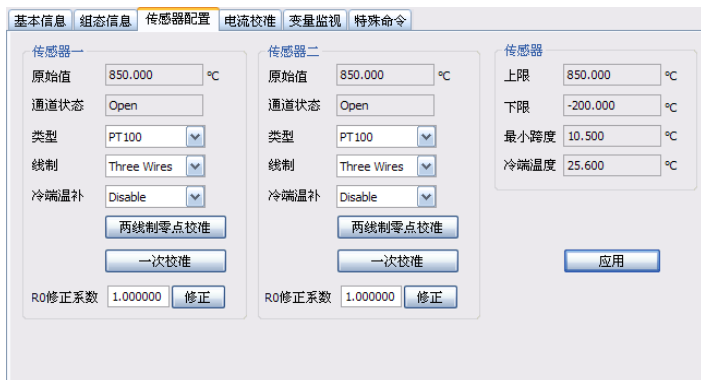 基本信息 组态信息 传感器配置 电流校准 变量监视 特殊命令
传感器一
原始值 850.000 ℃
通道状态 Open
类型 PT100
线制 Three Wires
冷端温补 Disable
两线制零点校准
一次校准
R0修正系数 1.000000 修正
传感器二
原始值 850.000 ℃
通道状态 Open
类型 PT100
线制 Three Wires
冷端温补 Disable
两线制零点校准
一次校准
R0修正系数 1.000000 修正
传感器
上限 850.000 ℃
下限 -200.000 ℃
最小跨度 10.500 ℃
冷端温度 25.600 ℃
应用